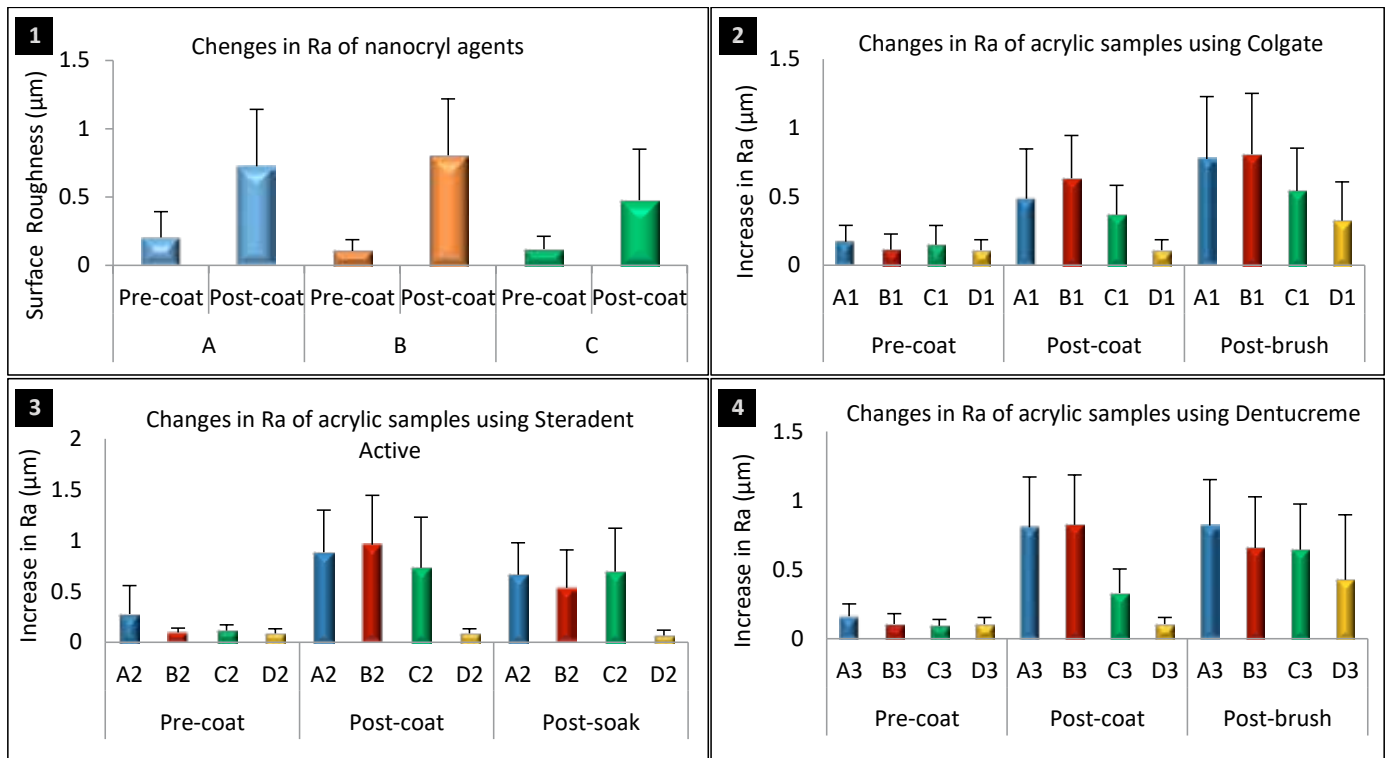 1
Chenges in Ra of nanocryl agents
Surface Roughness (µm)
1.5
1
0.5
0
Pre-coat Post-coat Pre-coat Post-coat Pre-coat Post-coat
A B C
2
Changes in Ra of acrylic samples using Colgate
Increase in Ra (µm)
1.5
1
0.5
0
A1 B1 C1 D1 A1 B1 C1 D1 A1 B1 C1 D1
Pre-coat Post-coat Post-brush
3
Changes in Ra of acrylic samples using Steradent
Active
Increase in Ra (µm)
2
1.5
1
0.5
0
A2 B2 C2 D2 A2 B2 C2 D2 A2 B2 C2 D2
Pre-coat Post-coat Post-soak
4
Changes in Ra of acrylic samples using Dentucreme
Increase in Ra (µm)
1.5
1
0.5
0
A3 B3 C3 D3 A3 B3 C3 D3 A3 B3 C3 D3
Pre-coat Post-coat Post-brush